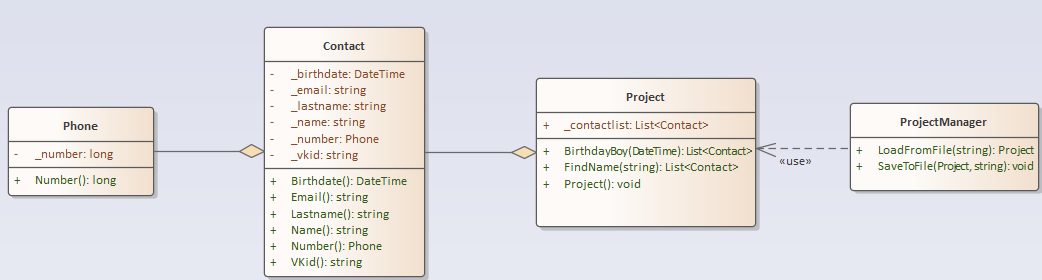 Phone
- _number: long
+ Number(): long
Contact
- _birthdate: DateTime
- _email: string
- _lastname: string
- _name: string
- _number: Phone
- _vkid: string
+ Birthdate(): DateTime
+ Email(): string
+ Lastname(): string
+ Name(): string
+ Number(): Phone
+ VKid(): string
Project
+ _contactlist: List<Contact>
+ BirthdayBoy(DateTime): List<Contact>
+ FindName(string): List<Contact>
+ Project(): void
«use»
ProjectManager
+ LoadFromFile(string): Project
+ SaveToFile(Project, string): void